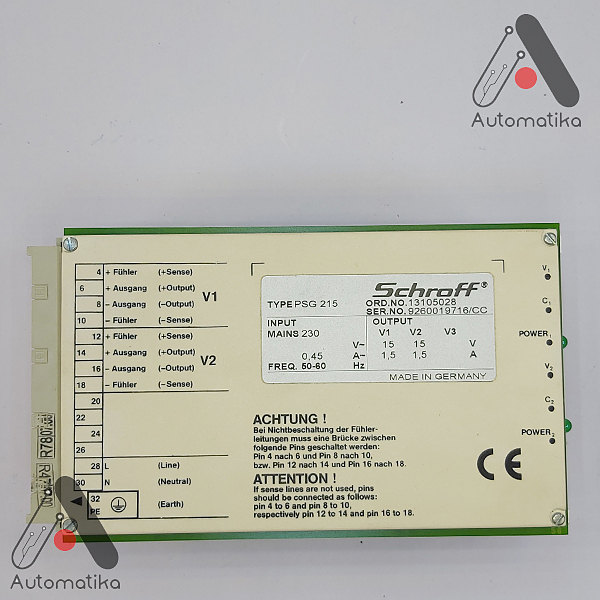 Automatika
Schroff
TYPE PSG 215
ORD.NO. 13105028
SER.NO. 9260019716/CC
INPUT
OUTPUT
MAINS 230
V1 V2 V3
V~ 15 15 V
0,45 A~ 1,5 1,5 A
FREQ. 50-60 Hz
MADE IN GERMANY
4 + Fühler (+Sense)
6 + Ausgang (+Output)
V1
8 - Ausgang (-Output)
10 - Fühler (-Sense)
12 + Fühler (+Sense)
14 + Ausgang (+Output)
V2
16 - Ausgang (-Output)
18 - Fühler (-Sense)
20
22
24
26
28 L (Line)
30 N (Neutral)
32 (Earth)
PE
V1
C1
POWER1
V2
C2
POWER2
ACHTUNG !
Bei Nichtbeschaltung der Fühler-
leitungen muss eine Brücke zwischen
folgende Pins geschaltet werden:
Pin 4 nach 6 und Pin 8 nach 10,
bzw. Pin 12 nach 14 und Pin 16 nach 18.
ATTENTION !
If sense lines are not used, pins
should be connected as follows:
pin 4 to 6 and pin 8 to 10,
respectively pin 12 to 14 and pin 16 to 18.
CE
Automatika